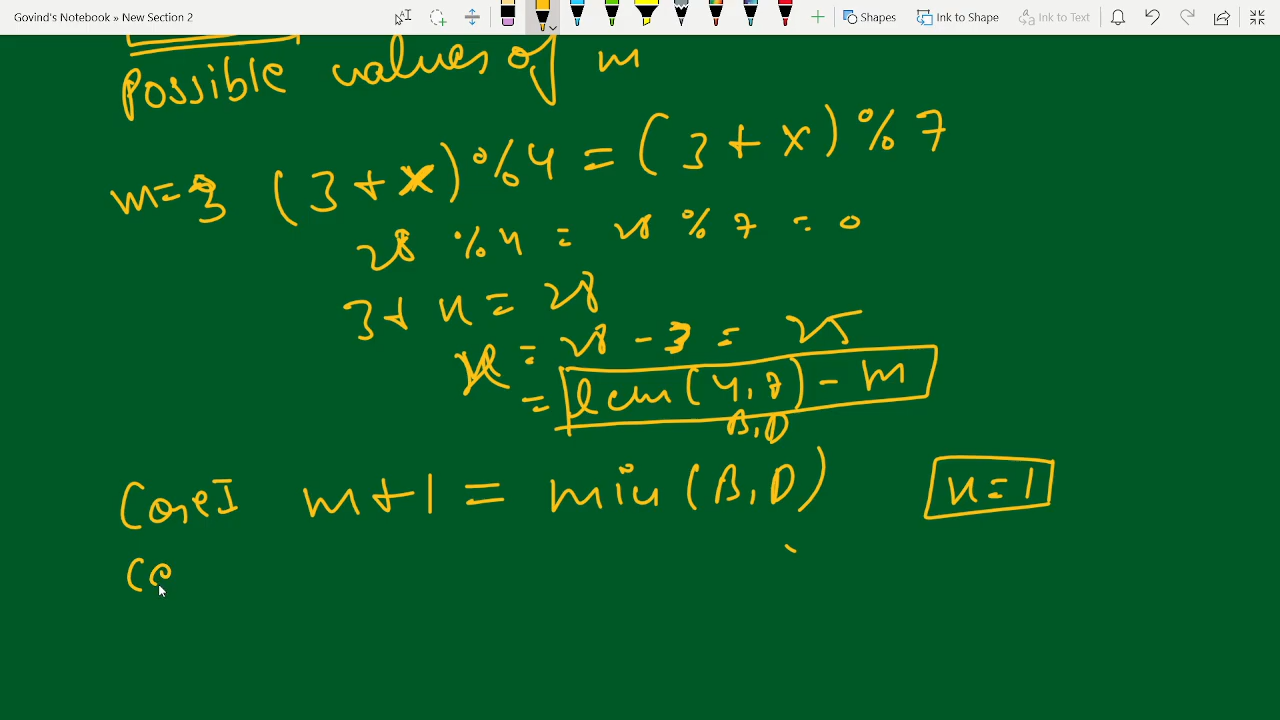 Govind's Notebook » New Section 2
Shapes Ink to Shape Ink to Text
Possible values of m
m=3 (3+x)%4=(3+x)%7
28 %4 = 28 %7 = 0
3+x = 28
x = 28-3 = 25
= lcm(4,7)-m
B,D
Case I m+1 = min(B,D) x=1
Ca